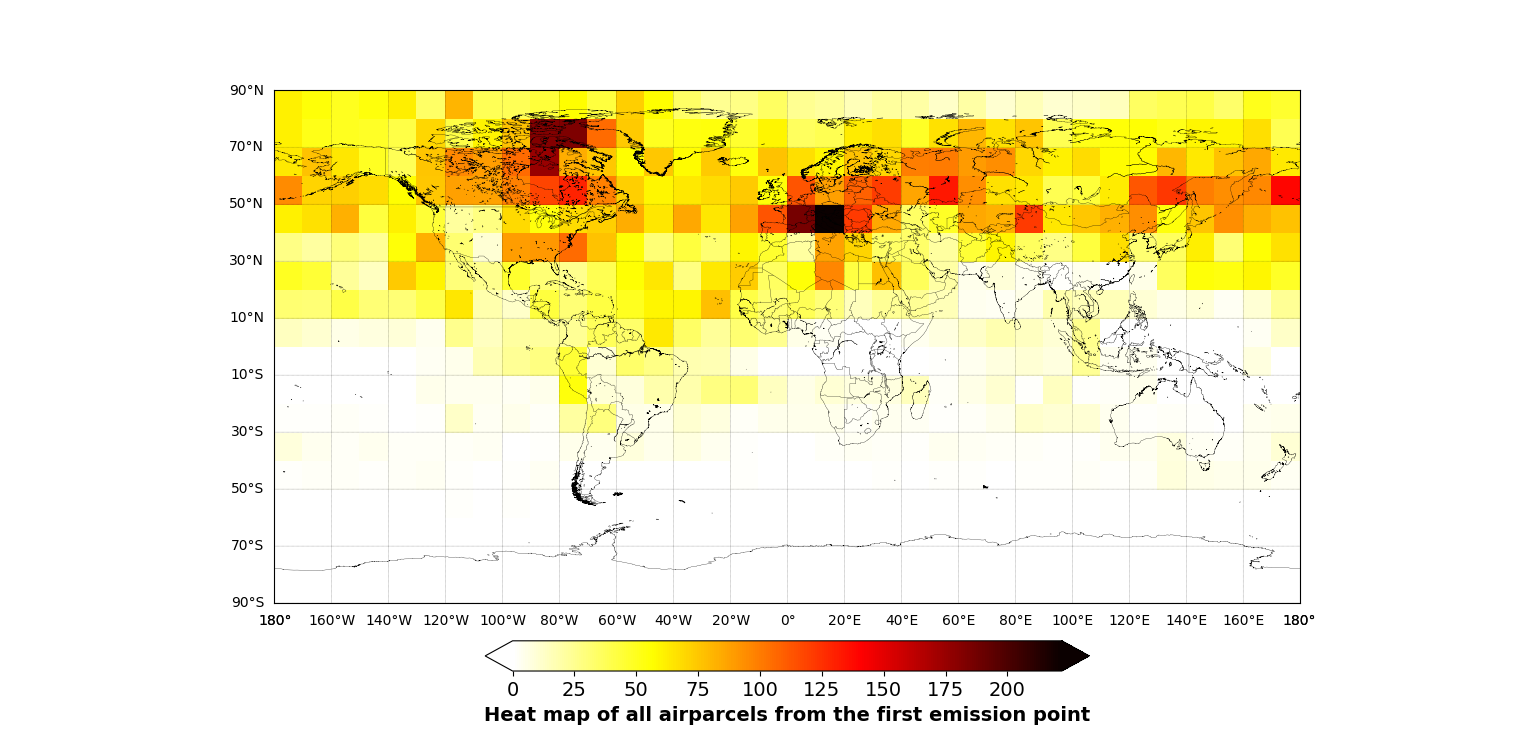 90°N
70°N
50°N
30°N
10°N
10°S
30°S
50°S
70°S
90°S
180° 160°W 140°W 120°W 100°W 80°W 60°W 40°W 20°W 0° 20°E 40°E 60°E 80°E 100°E 120°E 140°E 160°E 180°
0 25 50 75 100 125 150 175 200
Heat map of all airparcels from the first emission point